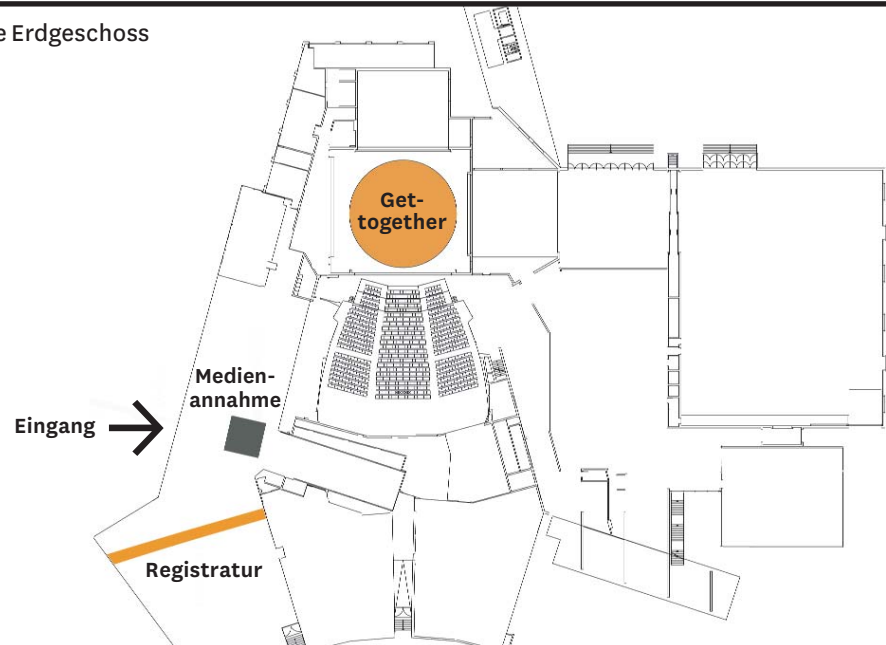 e Erdgeschoss
Get-
together
Medien-
annahme
Eingang
Registratur